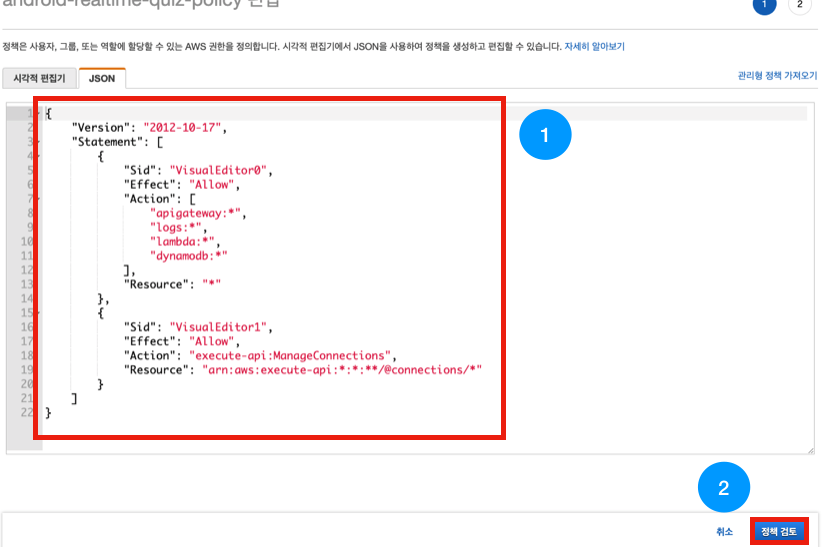 android-realtime-quiz-policy 편집
1 2
정책은 사용자, 그룹, 또는 역할에 할당할 수 있는 AWS 권한을 정의합니다. 시각적 편집기에서 JSON을 사용하여 정책을 생성하고 편집할 수 있습니다. 자세히 알아보기
시각적 편집기 JSON 관리형 정책 가져오기
1 {
2 "Version": "2012-10-17",
3 "Statement": [
4 {
5 "Sid": "VisualEditor0",
6 "Effect": "Allow",
7 "Action": [
8 "apigateway:*",
9 "logs:*",
10 "lambda:*",
11 "dynamodb:*"
12 ],
13 "Resource": "*"
14 },
15 {
16 "Sid": "VisualEditor1",
17 "Effect": "Allow",
18 "Action": "execute-api:ManageConnections",
19 "Resource": "arn:aws:execute-api:*:*:**/@connections/*"
20 }
21 ]
22 }
1
2
취소 정책 검토